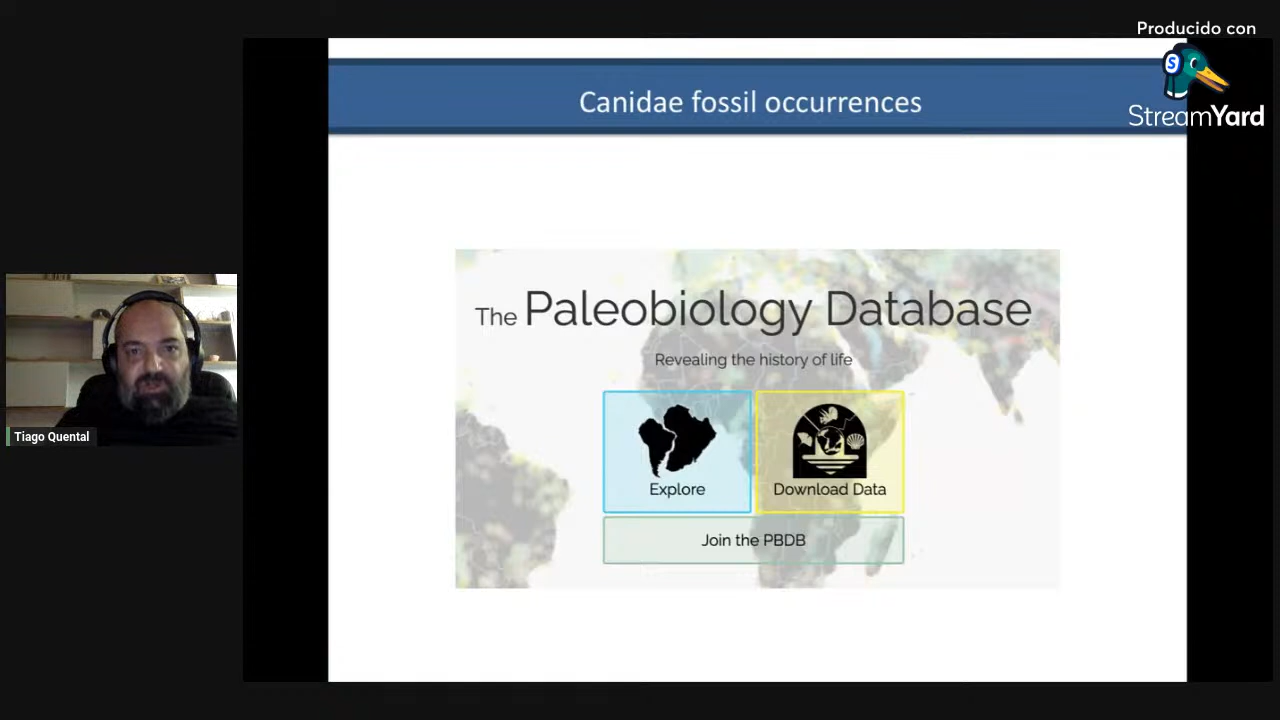 Producido con
StreamYard
Canidae fossil occurrences
The Paleobiology Database
Revealing the history of life
Explore
Download Data
Join the PBDB
Tiago Quental
S